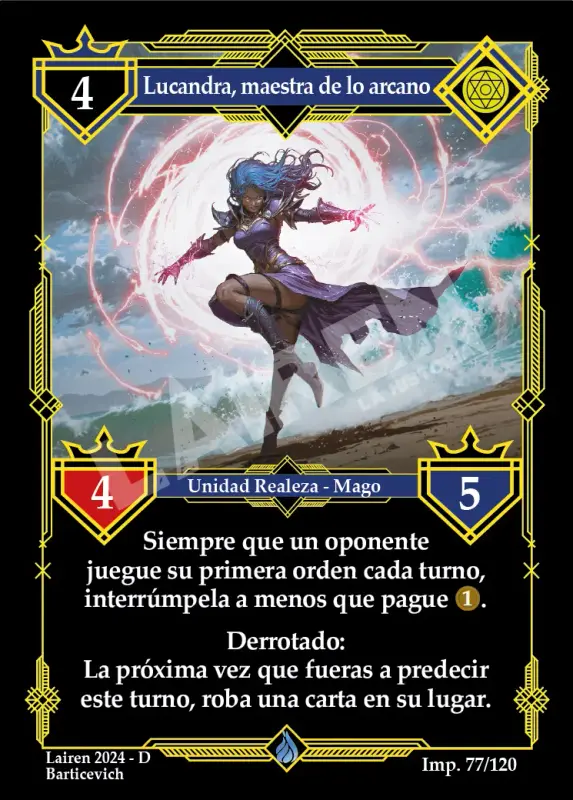 4
Lucandra, maestra de lo arcano
LAIREN
4
Unidad Realeza - Mago
5
Siempre que un oponente
juegue su primera orden cada turno,
interrúmpela a menos que pague 1.
Derrotado:
La próxima vez que fueras a predecir
este turno, roba una carta en su lugar.
Lairen 2024 - D
Barticevich
Imp. 77/120